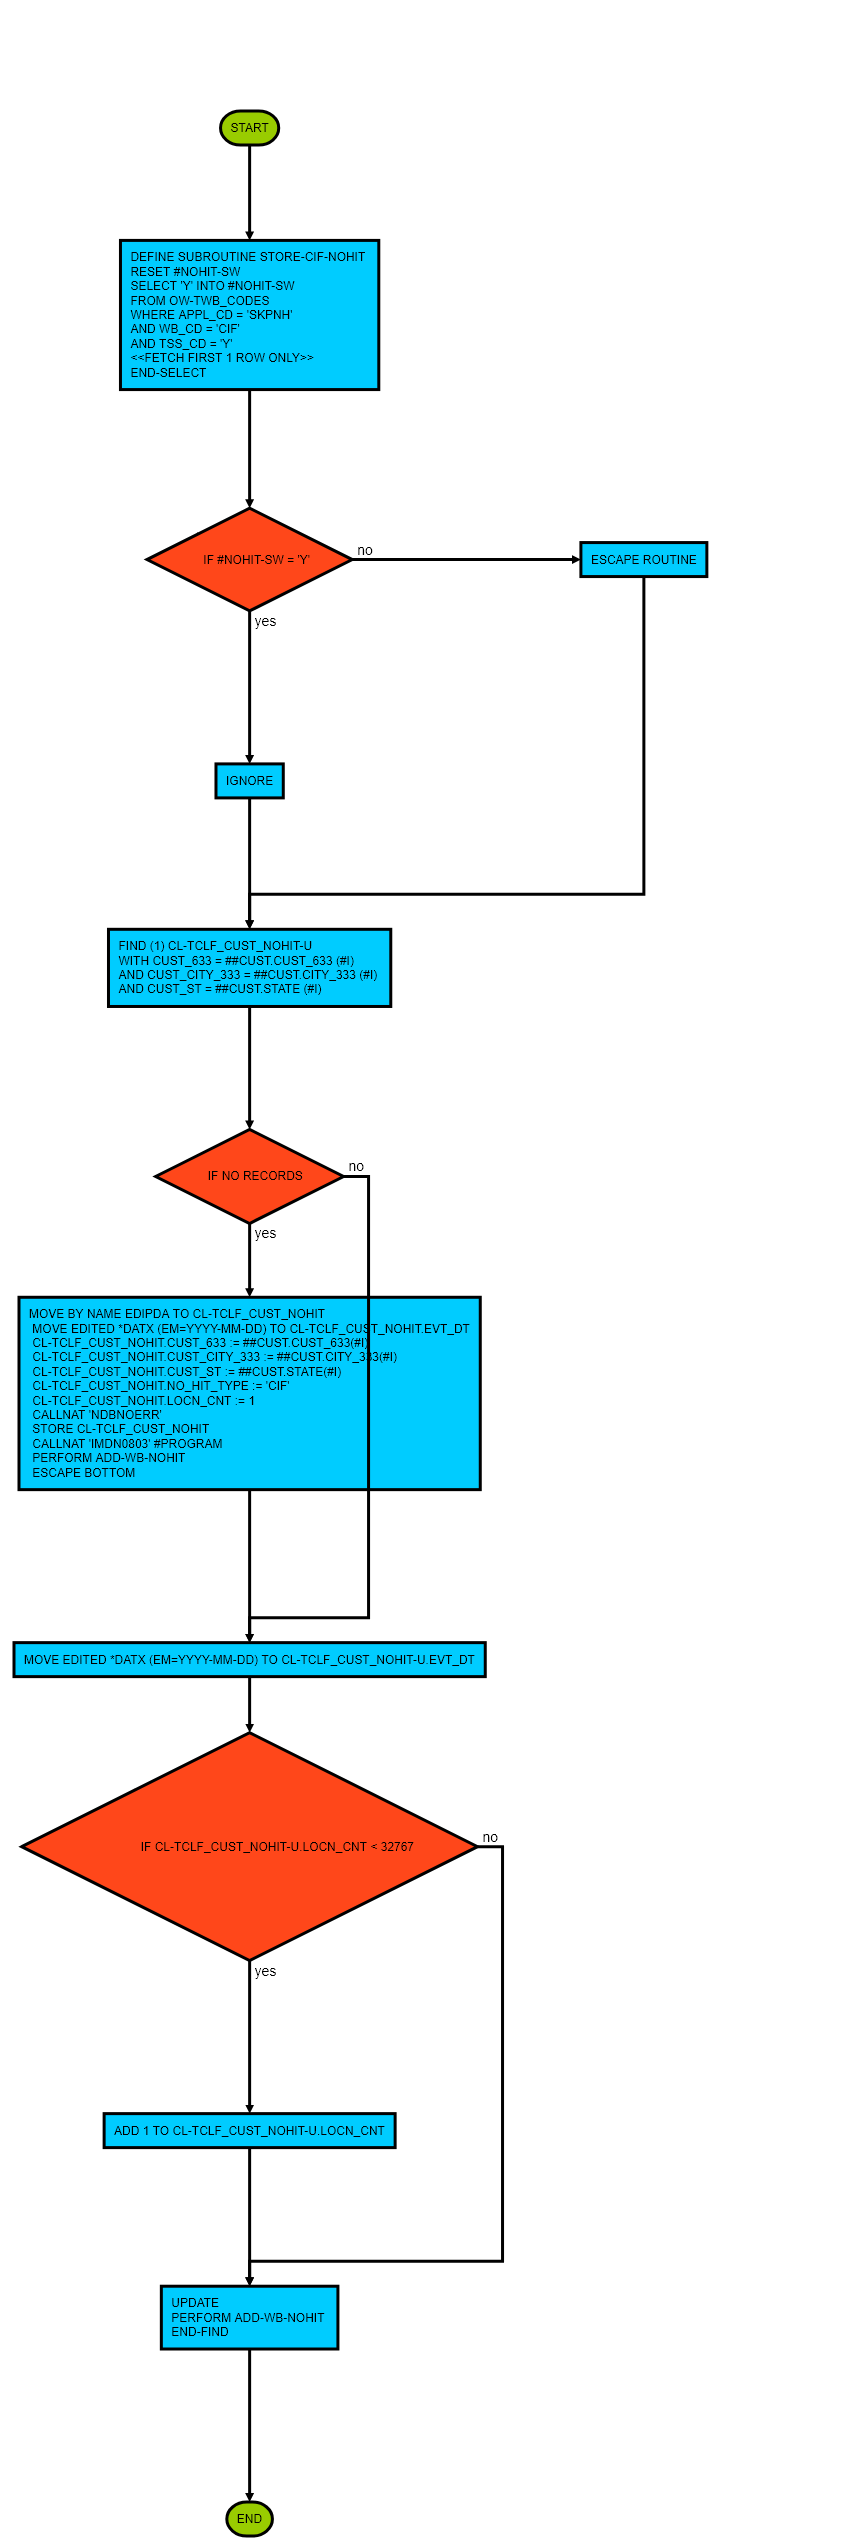 START
DEFINE SUBROUTINE STORE-CIF-NOHIT
RESET #NOHIT-SW
SELECT 'Y' INTO #NOHIT-SW
FROM OW-TWB_CODES
WHERE APPL_CD = 'SKPNH'
AND WB_CD = 'CIF'
AND TSS_CD = 'Y'
<<FETCH FIRST 1 ROW ONLY>>
END-SELECT
IF #NOHIT-SW = 'Y'
no
ESCAPE ROUTINE
yes
IGNORE
FIND (1) CL-TCLF_CUST_NOHIT-U
WITH CUST_633 = ##CUST.CUST_633 (#I)
AND CUST_CITY_333 = ##CUST.CITY_333 (#I)
AND CUST_ST = ##CUST.STATE (#I)
IF NO RECORDS
no
yes
MOVE BY NAME EDIPDA TO CL-TCLF_CUST_NOHIT
MOVE EDITED *DATX (EM=YYYY-MM-DD) TO CL-TCLF_CUST_NOHIT.EVT_DT
CL-TCLF_CUST_NOHIT.CUST_633 := ##CUST.CUST_633(#I)
CL-TCLF_CUST_NOHIT.CUST_CITY_333 := ##CUST.CITY_333(#I)
CL-TCLF_CUST_NOHIT.CUST_ST := ##CUST.STATE(#I)
CL-TCLF_CUST_NOHIT.NO_HIT_TYPE := 'CIF'
CL-TCLF_CUST_NOHIT.LOCN_CNT := 1
CALLNAT 'NDBNOERR'
STORE CL-TCLF_CUST_NOHIT
CALLNAT 'IMDN0803' #PROGRAM
PERFORM ADD-WB-NOHIT
ESCAPE BOTTOM
MOVE EDITED *DATX (EM=YYYY-MM-DD) TO CL-TCLF_CUST_NOHIT-U.EVT_DT
IF CL-TCLF_CUST_NOHIT-U.LOCN_CNT < 32767
no
yes
ADD 1 TO CL-TCLF_CUST_NOHIT-U.LOCN_CNT
UPDATE
PERFORM ADD-WB-NOHIT
END-FIND
END